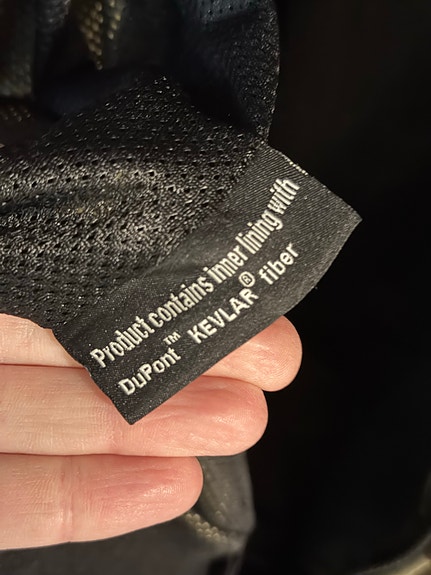 Product contains inner lining with
DuPont™ KEVLAR® fiber